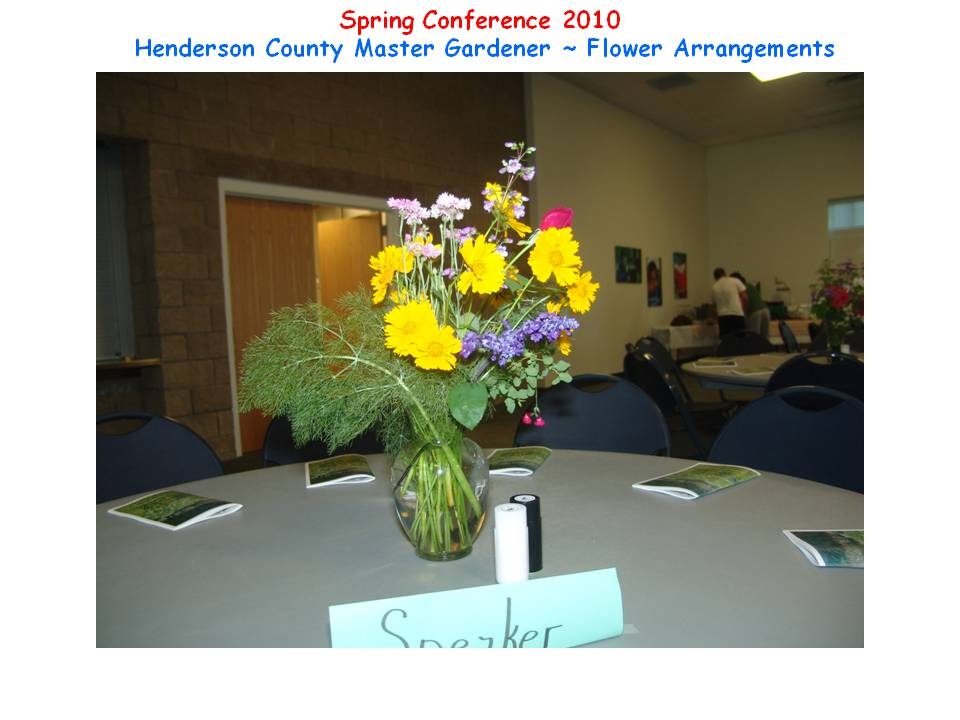 Spring Conference 2010
Henderson County Master Gardener ~ Flower Arrangements
Speaker